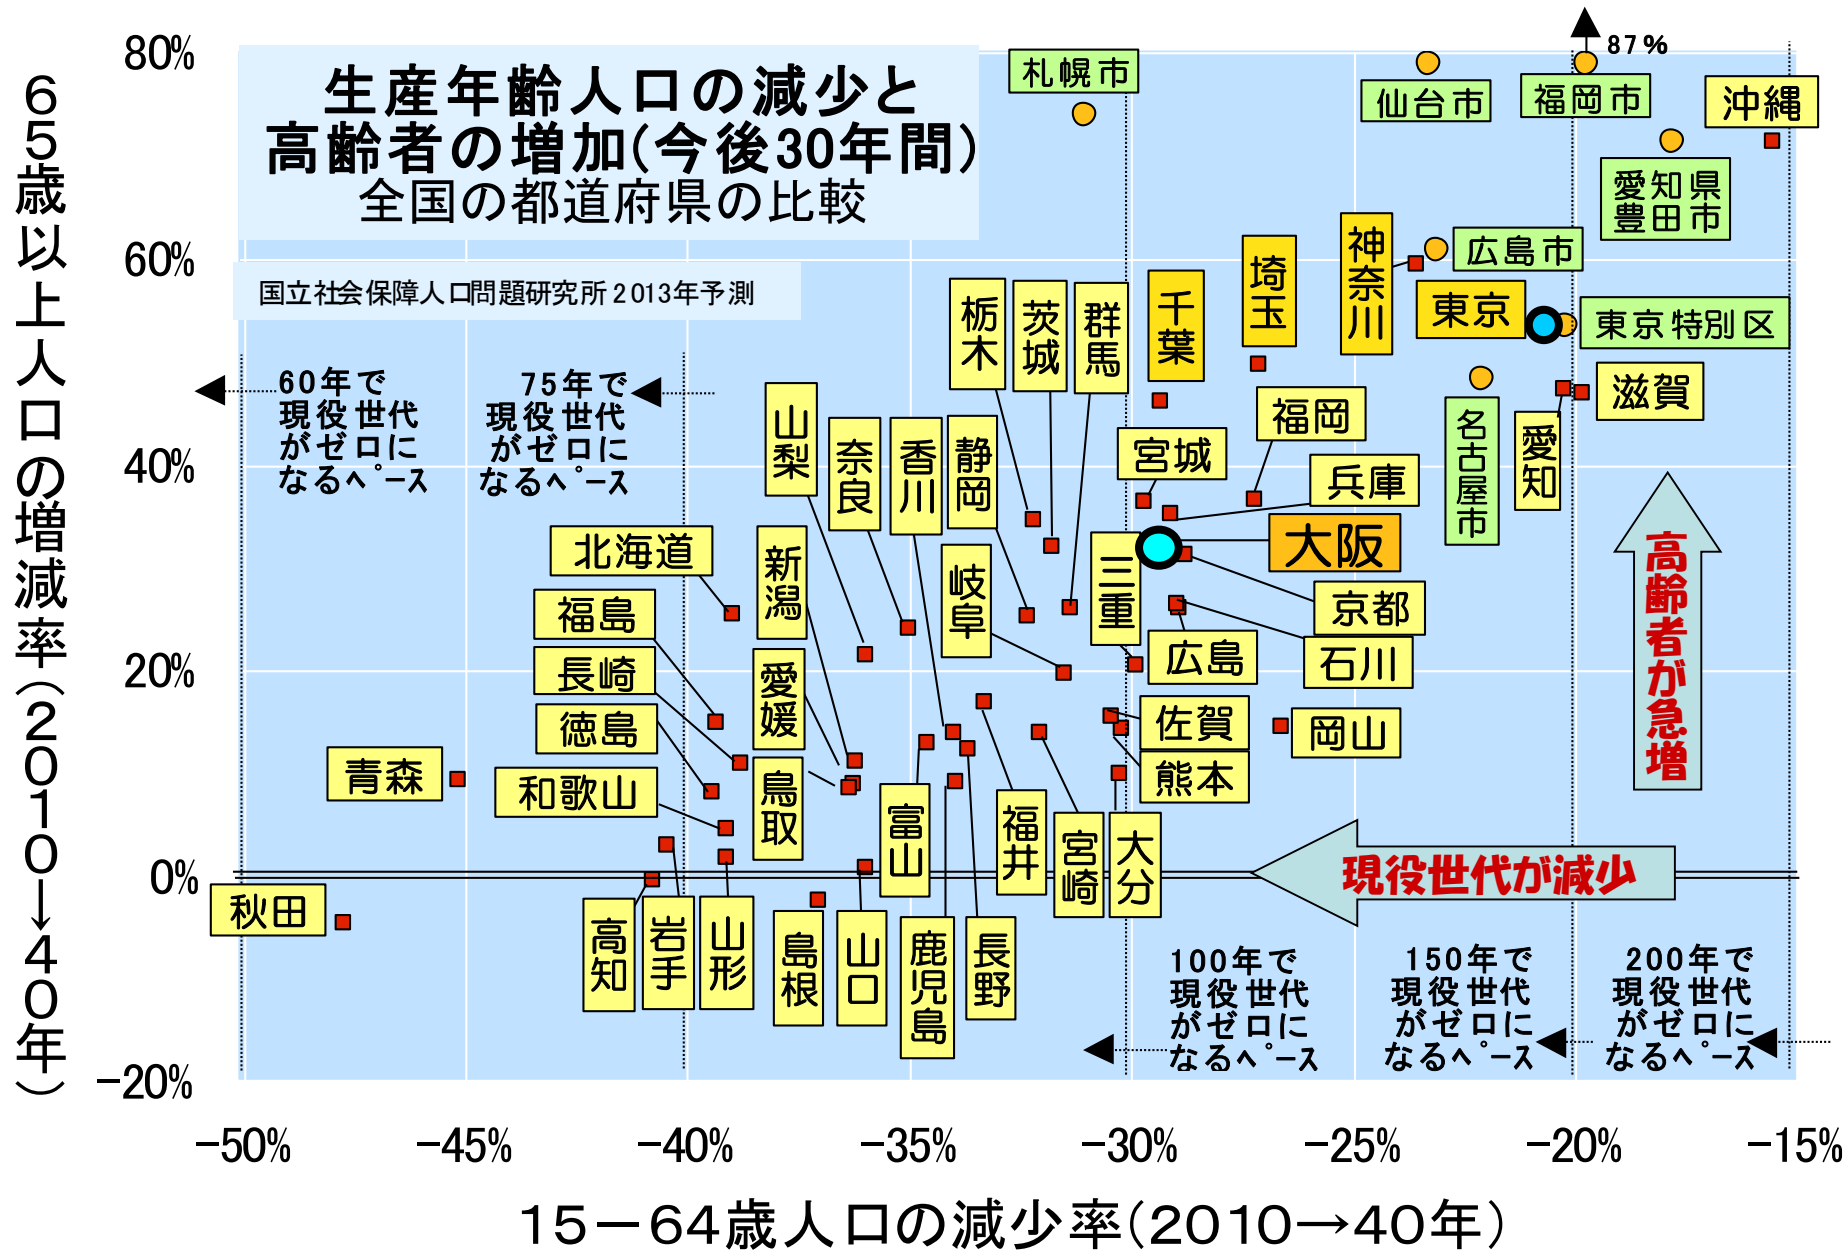 生産年齢人口の減少と
高齢者の増加(今後30年間)
全国の都道府県の比較
国立社会保障人口問題研究所2013年予測
65歳以上人口の増減率(2010→40年)
80%
60%
40%
20%
0%
-20%
札幌市
仙台市
87%
福岡市
沖縄
愛知県
豊田市
広島市
神奈川
埼玉
千葉
群馬
茨城
栃木
東京
東京特別区
滋賀
愛知
名古屋市
福岡
宮城
兵庫
大阪
京都
石川
広島
三重
岐阜
静岡
香川
奈良
山梨
60年で
現役世代
がゼロに
なるペース
75年で
現役世代
がゼロに
なるペース
北海道
新潟
福島
長崎
愛媛
徳島
青森
和歌山
鳥取
富山
福井
宮崎
大分
佐賀
熊本
岡山
秋田
高知
岩手
山形
島根
山口
鹿児島
長野
高齢者が急増
現役世代が減少
100年で
現役世代
がゼロに
なるペース
150年で
現役世代
がゼロに
なるペース
200年で
現役世代
がゼロに
なるペース
-50%
-45%
-40%
-35%
-30%
-25%
-20%
-15%
15-64歳人口の減少率(2010→40年)